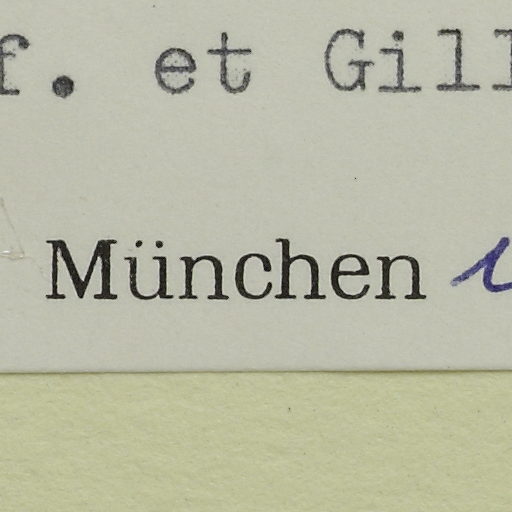 f. et Gill
München